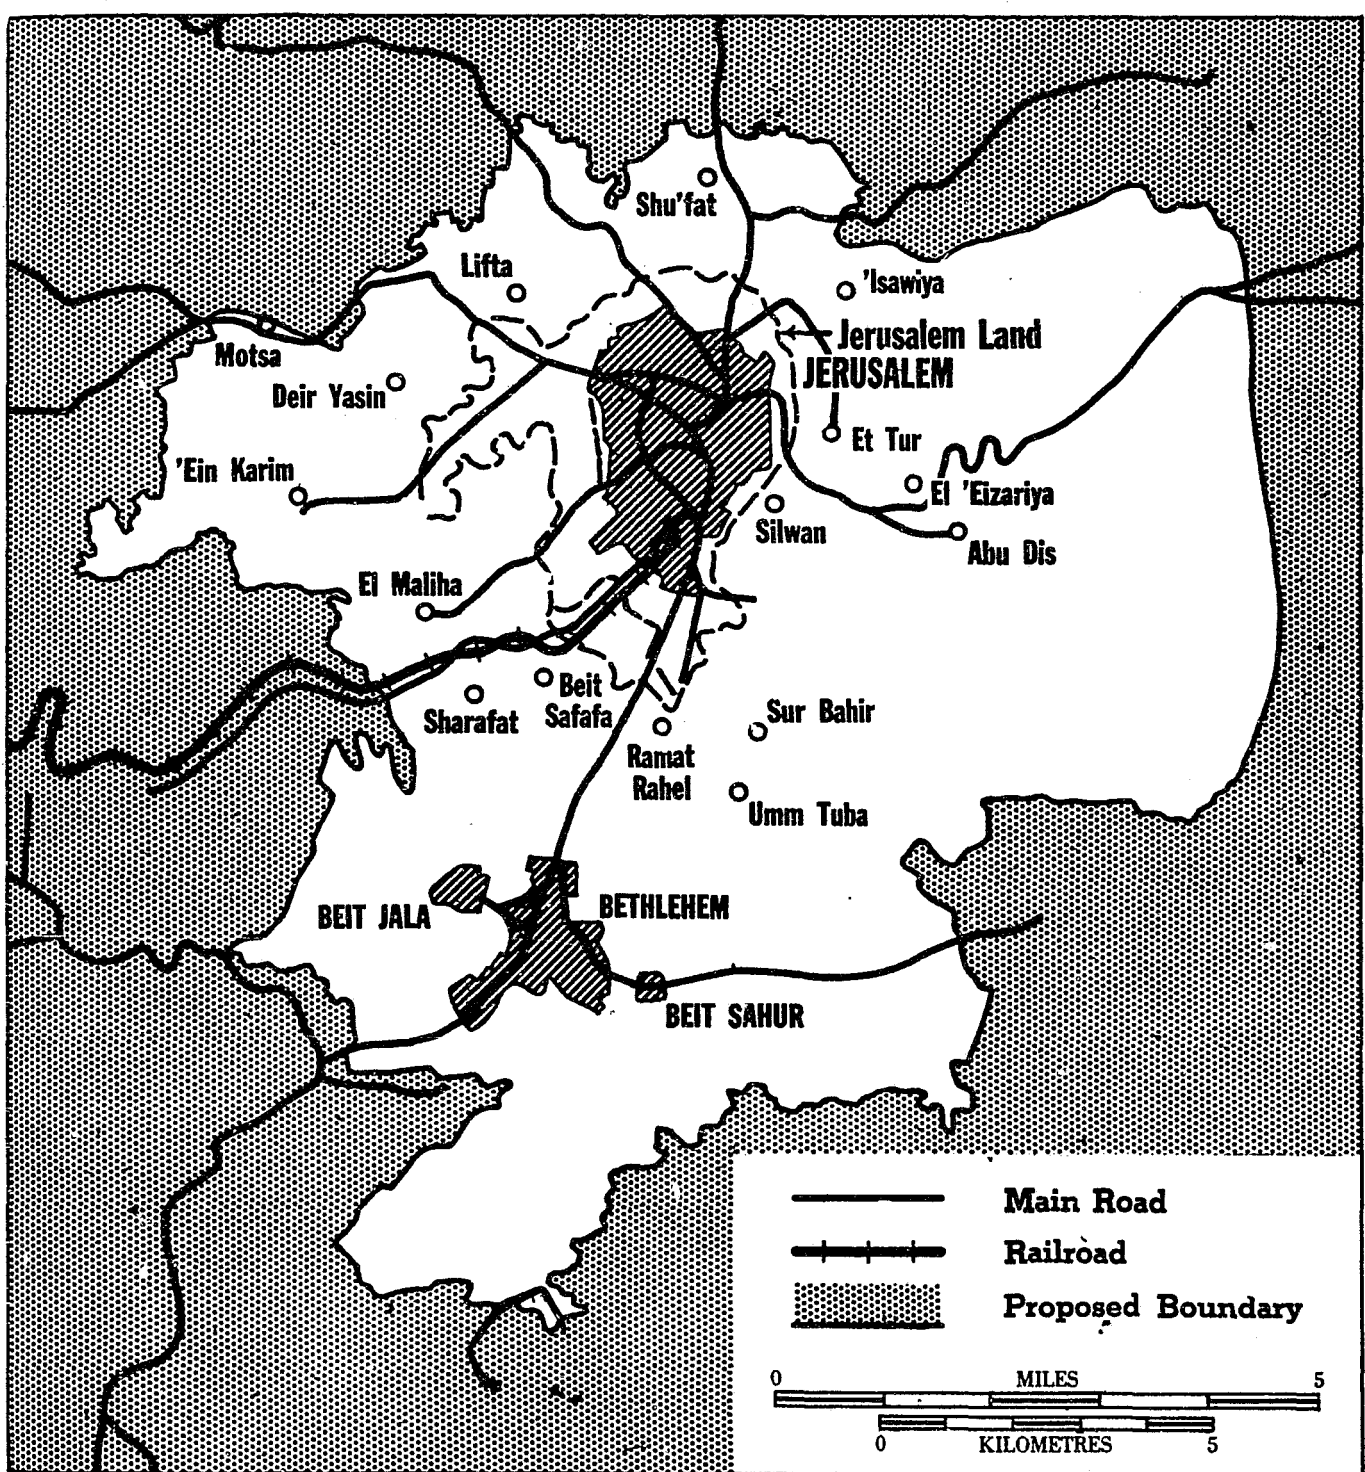 Shu'fat
Lifta
'Isawiya
Jerusalem Land
Motsa
JERUSALEM
Deir Yasin
Et Tur
'Ein Karim
El 'Eizariya
Silwan
Abu Dis
El Maliha
Beit
Safafa
Sharafat
Sur Bahir
Ramat
Rahel
Umm Tuba
BEIT JALA
BETHLEHEM
BEIT SAHUR
Main Road
Railroad
Proposed Boundary
0 MILES 5
0 KILOMETRES 5